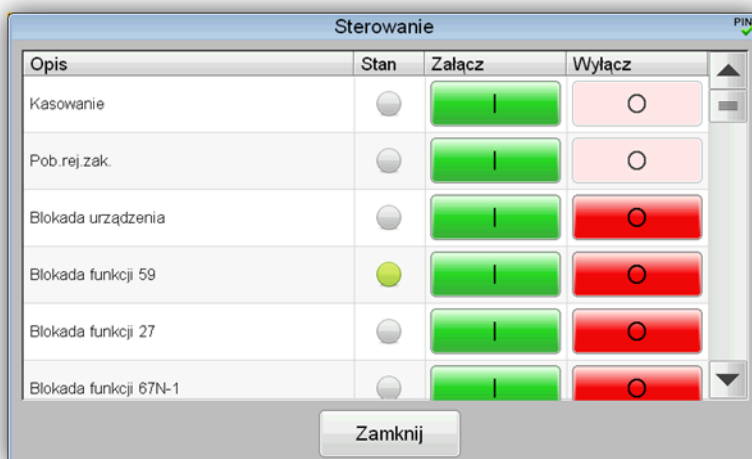 Sterowanie
PIN
Opis Stan Załącz Wyłącz
Kasowanie I O
Pob.rej.zak. I O
Blokada urządzenia I O
Blokada funkcji 59 I O
Blokada funkcji 27 I O
Blokada funkcji 67N-1 I O
Zamknij